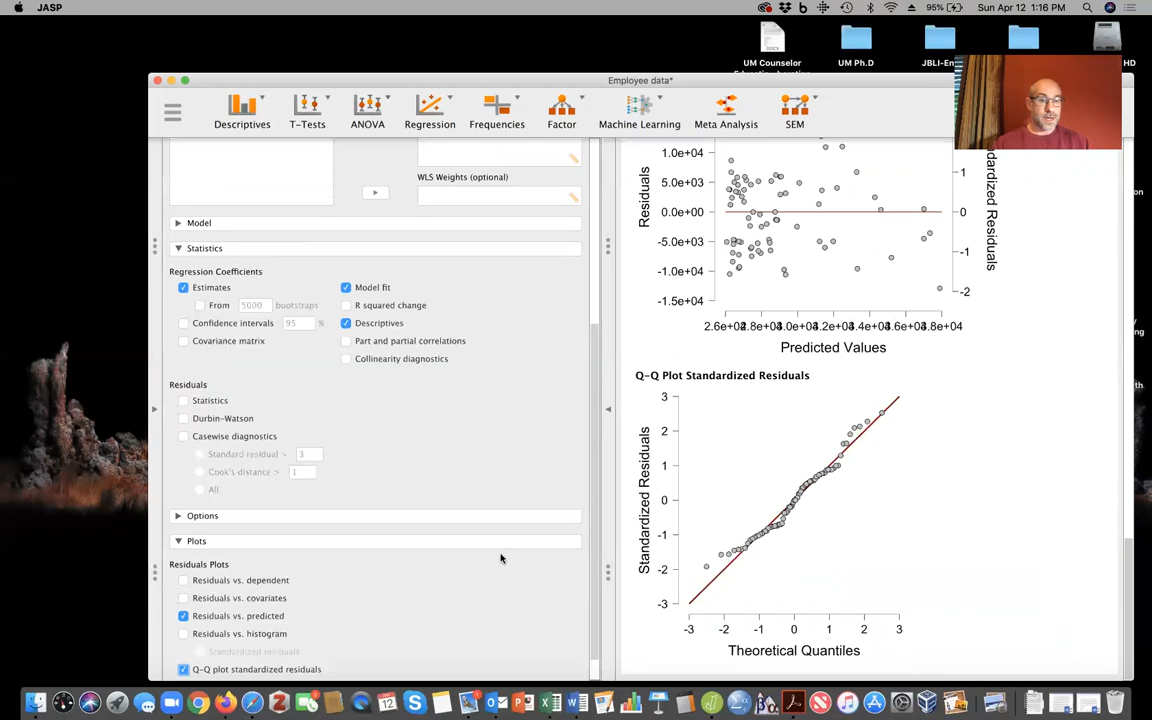 JASP
95%
Sun Apr 12 1:16 PM
DOCX
UM Counselor
UM Ph.D
JBLI-En
HD
Employee data*
Descriptives
T-Tests
ANOVA
Regression
Frequencies
Factor
Machine Learning
Meta Analysis
SEM
WLS Weights (optional)
Model
Statistics
Regression Coefficients
Estimates
Model fit
From 5000 bootstraps
R squared change
Confidence intervals 95 %
Descriptives
Covariance matrix
Part and partial correlations
Collinearity diagnostics
Residuals
Statistics
Durbin-Watson
Casewise diagnostics
Standard residual > 3
Cook's distance > 1
All
Options
Plots
Residuals Plots
Residuals vs. dependent
Residuals vs. covariates
Residuals vs. predicted
Residuals vs. histogram
Standardized residuals
Q-Q plot standardized residuals
1.0e+04
5.0e+03
0.0e+00
-5.0e+03
-1.0e+04
-1.5e+04
Residuals
1
0
-1
-2
dardized Residuals
Predicted Values
Q-Q Plot Standardized Residuals
3
2
1
0
-1
-2
-3
Standardized Residuals
-3 -2 -1 0 1 2 3
Theoretical Quantiles